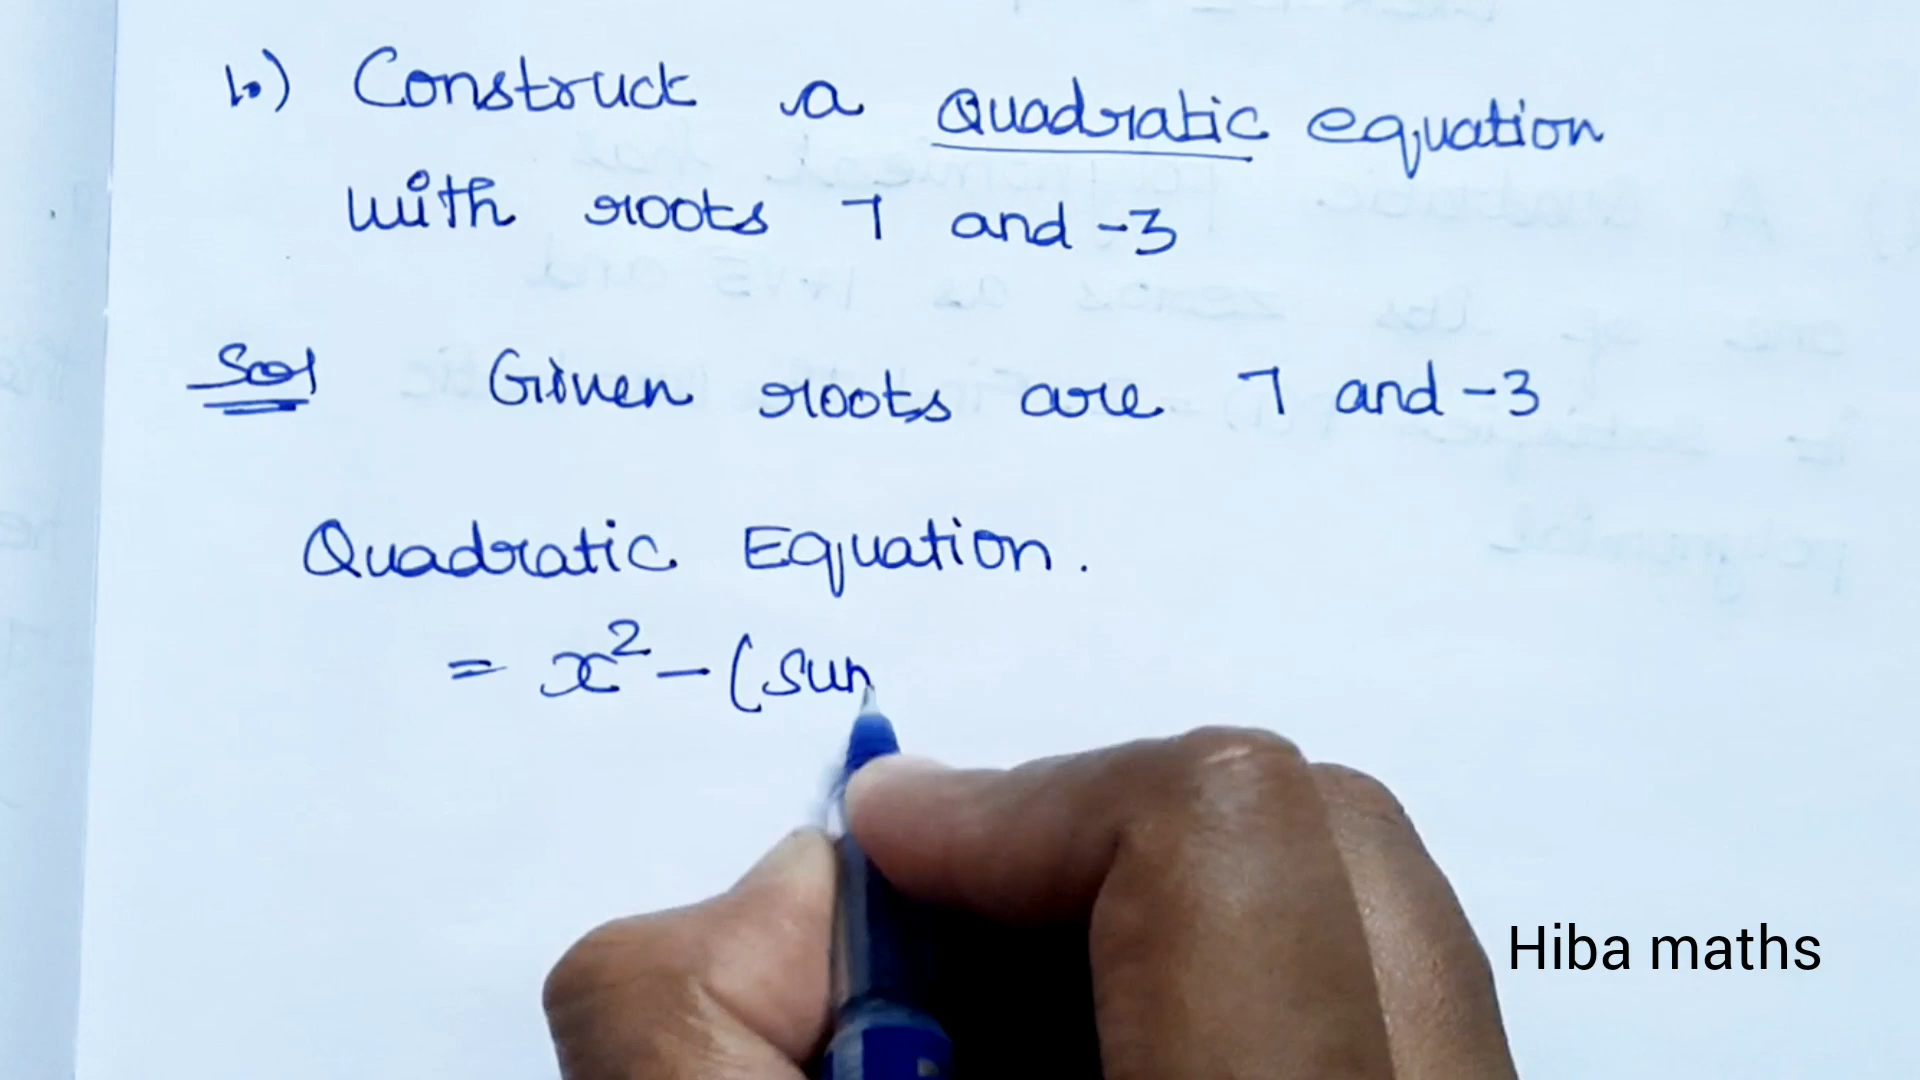 b.) Construct a Quadratic equation
with roots 7 and -3
Sol Given roots are 7 and -3
Quadratic Equation.
= x² - (sum
Hiba maths